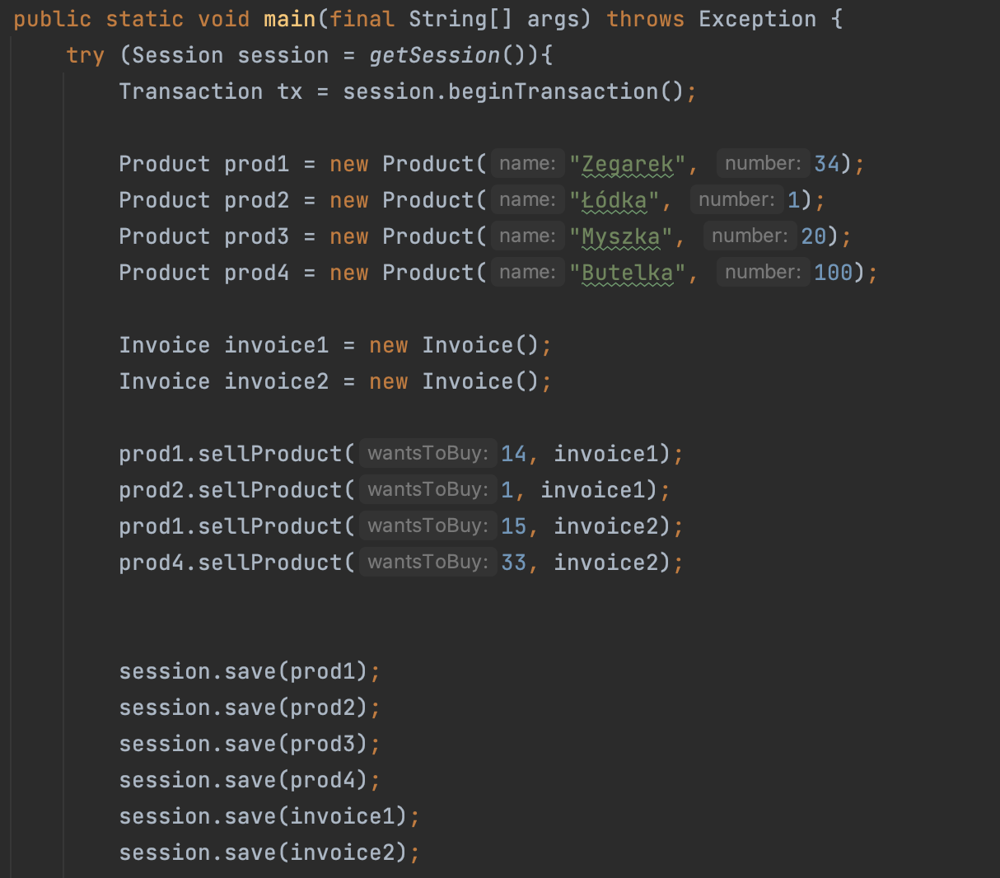 public static void main(final String[] args) throws Exception {
try (Session session = getSession()){
Transaction tx = session.beginTransaction();
Product prod1 = new Product( name: "Zegarek", number: 34);
Product prod2 = new Product( name: "Łódka", number: 1);
Product prod3 = new Product( name: "Myszka", number: 20);
Product prod4 = new Product( name: "Butelka", number: 100);
Invoice invoice1 = new Invoice();
Invoice invoice2 = new Invoice();
prod1.sellProduct( wantsToBuy: 14, invoice1);
prod2.sellProduct( wantsToBuy: 1, invoice1);
prod1.sellProduct( wantsToBuy: 15, invoice2);
prod4.sellProduct( wantsToBuy: 33, invoice2);
session.save(prod1);
session.save(prod2);
session.save(prod3);
session.save(prod4);
session.save(invoice1);
session.save(invoice2);